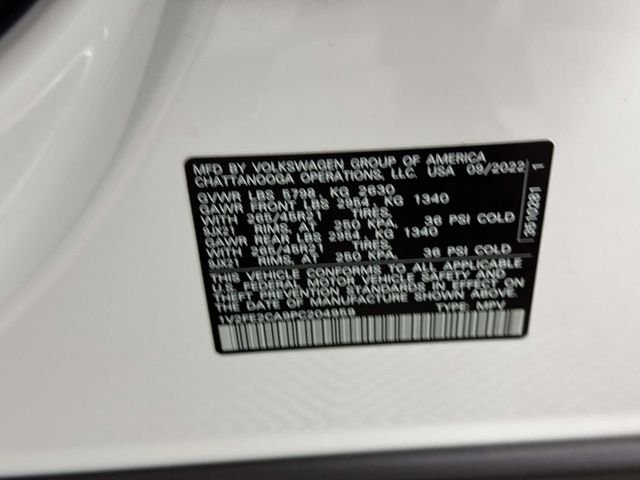 MFD BY VOLKSWAGEN GROUP OF AMERICA
CHATTANOOGA OPERATIONS, LLC. USA 09/2022
GVWR LBS 5798, KG 2630
GAWR FRONT LBS 2954, KG 1340
WITH 265/45R21 TIRES,
RIMS, AT 250 KPA, 36 PSI COLD
GAWR REAR LBS 2954, KG 1340
WITH 265/45R21 TIRES,
RIMS, AT 250 KPA, 36 PSI COLD
THIS VEHICLE CONFORMS TO ALL APPLICABLE
U.S. FEDERAL MOTOR VEHICLE SAFETY AND
THEFT PREVENTION STANDARDS IN EFFECT ON
THE DATE OF MANUFACTURE SHOWN ABOVE.
TYPE: MPV
1